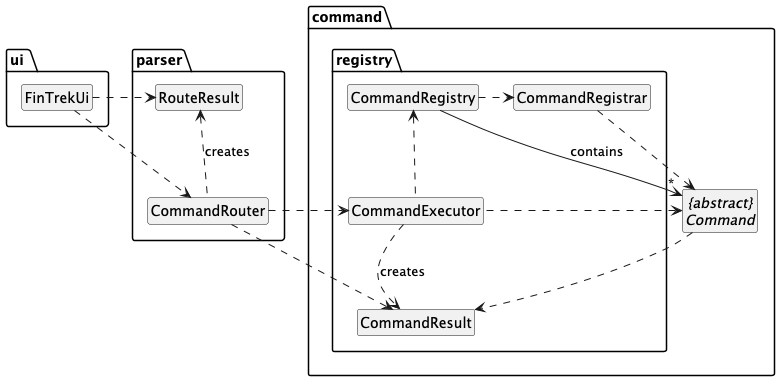 command
ui
parser
registry
FinTrekUi
RouteResult
CommandRegistry
CommandRegistrar
creates
contains
*
CommandRouter
CommandExecutor
{abstract}
Command
creates
CommandResult